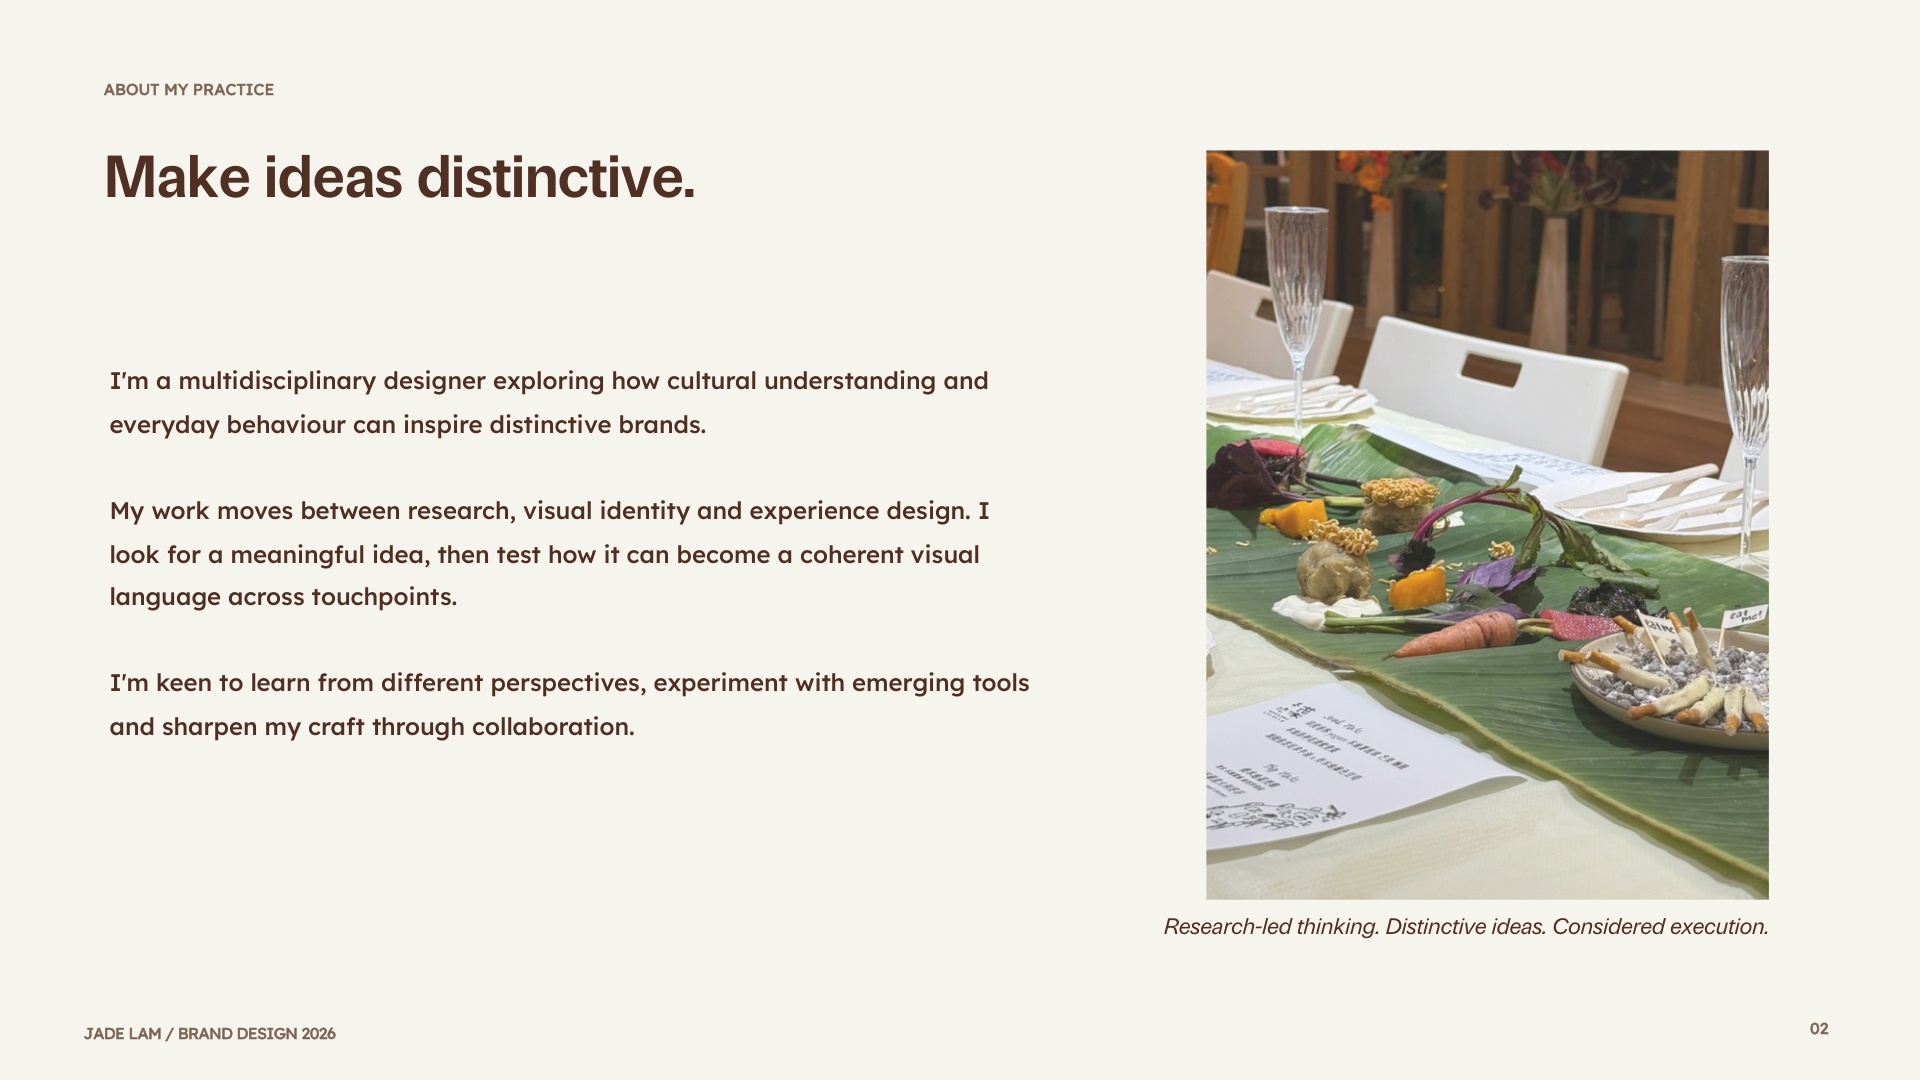 ABOUT MY PRACTICE
Make ideas distinctive.
I'm a multidisciplinary designer exploring how cultural understanding and
everyday behaviour can inspire distinctive brands.
My work moves between research, visual identity and experience design. I
look for a meaningful idea, then test how it can become a coherent visual
language across touchpoints.
I'm keen to learn from different perspectives, experiment with emerging tools
and sharpen my craft through collaboration.
eat me!
Research-led thinking. Distinctive ideas. Considered execution.
JADE LAM / BRAND DESIGN 2026
02